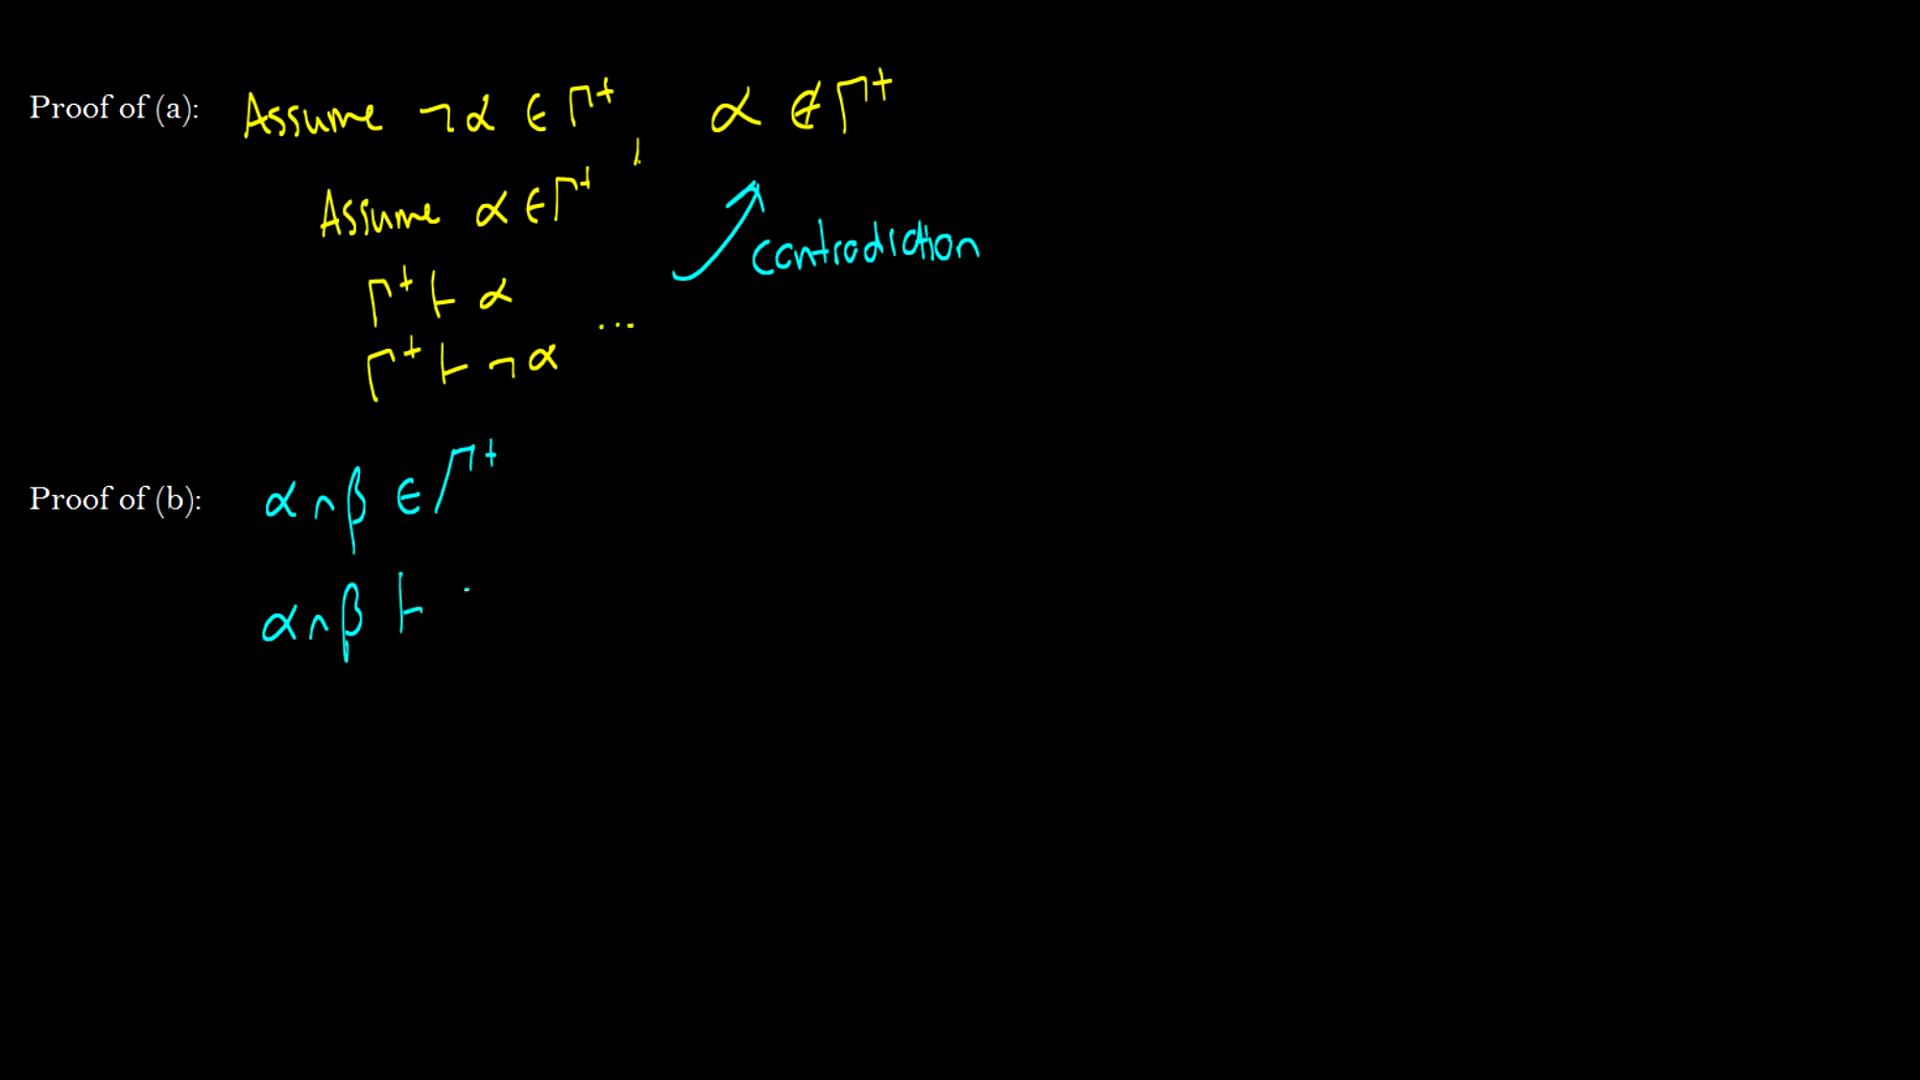 Proof of (a): Assume ¬α ∈ Γ⁺, α ∉ Γ⁺
Assume α ∈ Γ⁺
contradiction
Γ⁺ ⊢ α
...
Γ⁺ ⊢ ¬α
Proof of (b): α ∧ β ∈ Γ⁺
α ∧ β ⊢